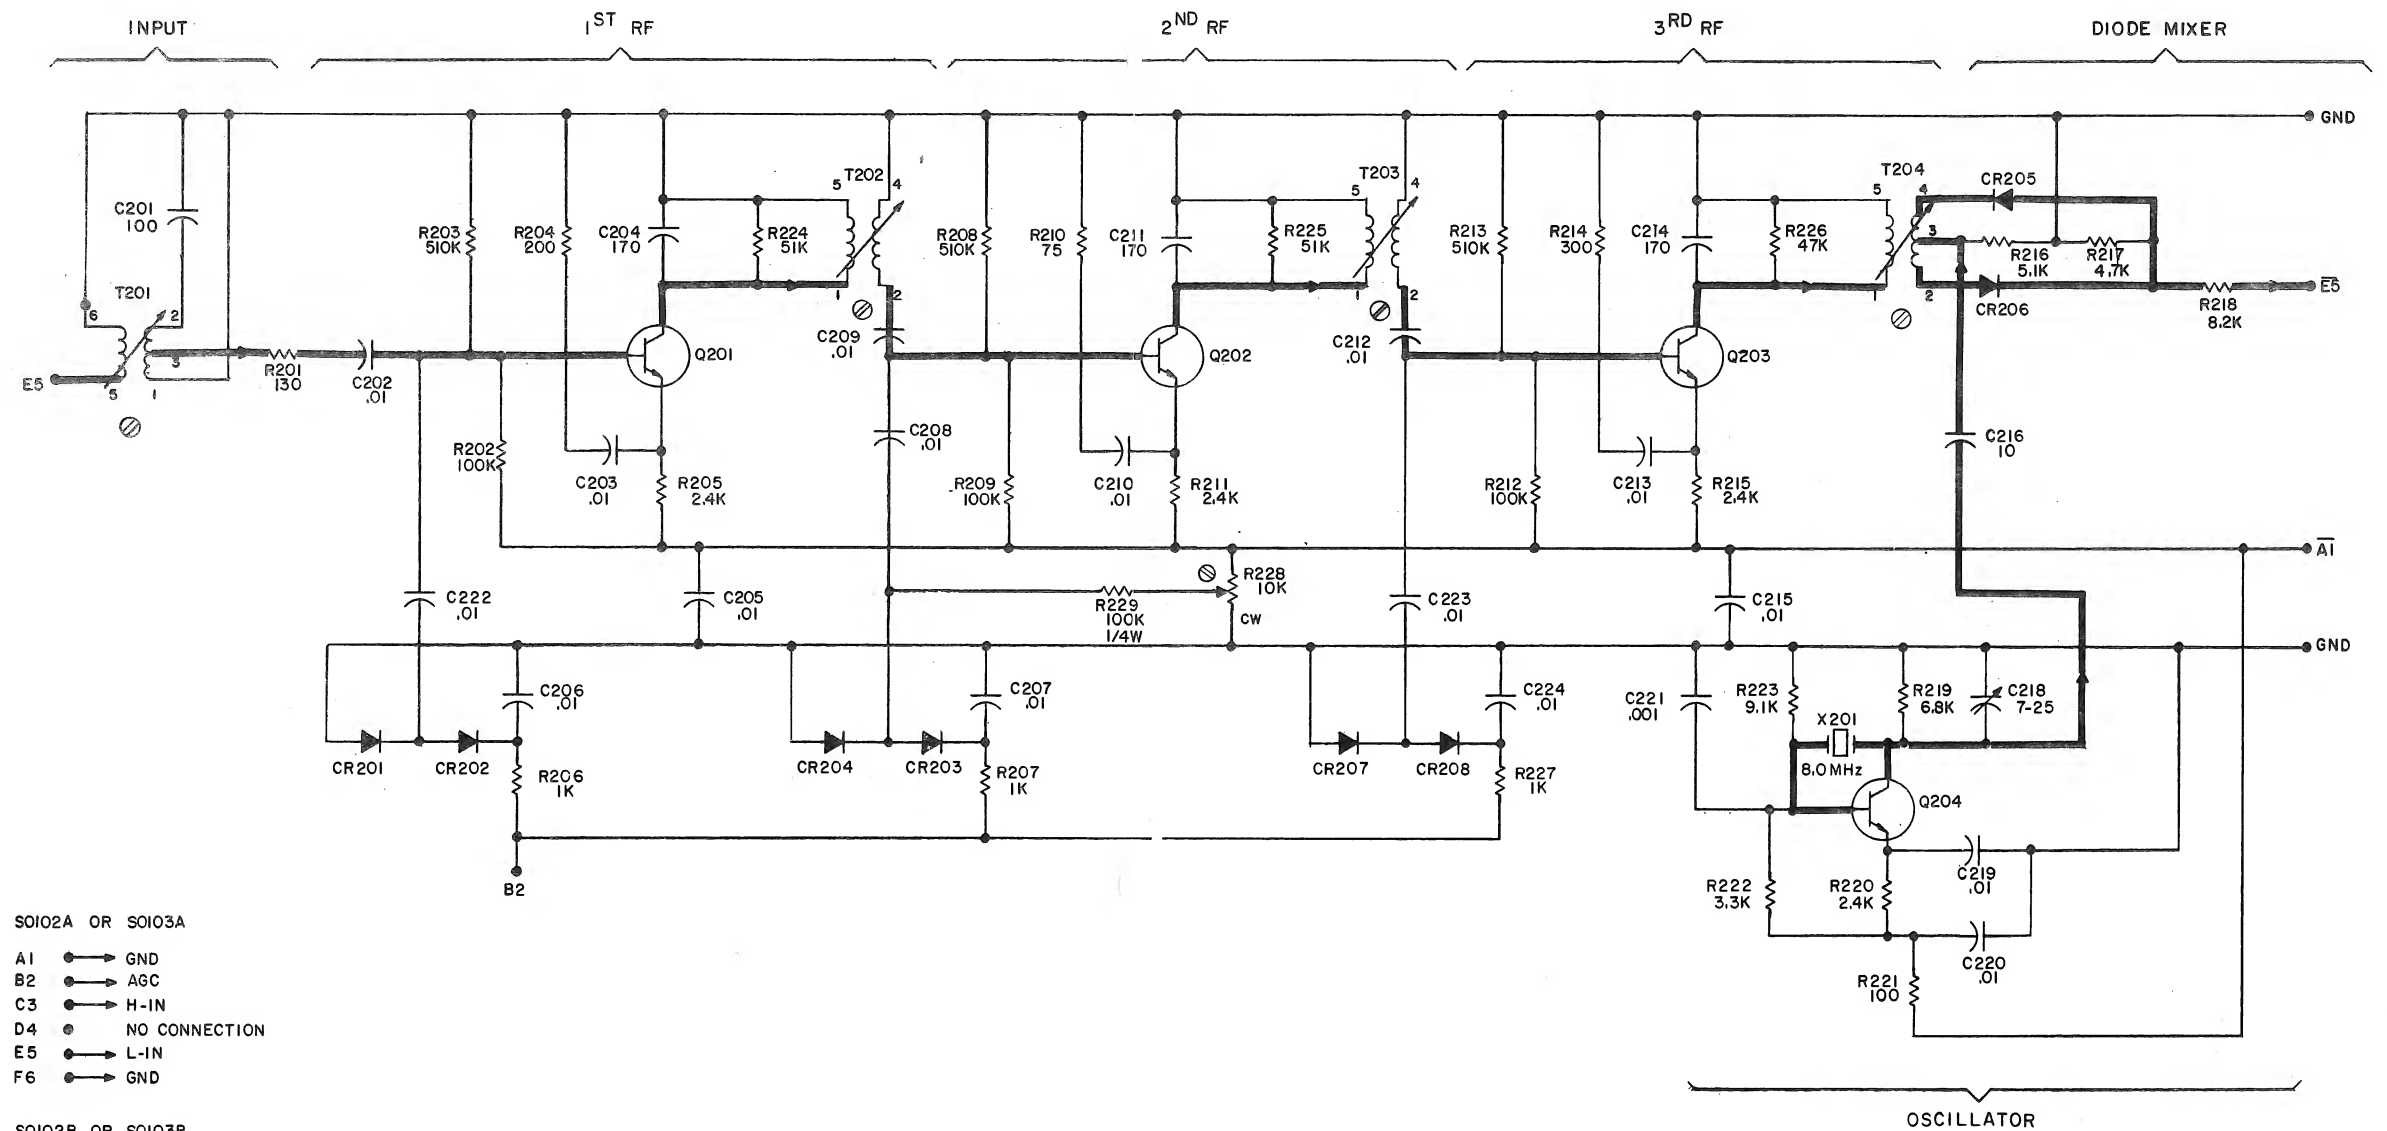 INPUT
1ST RF
2ND RF
3RD RF
DIODE MIXER
GND
C201
100
T201
6
2
3
5
1
E5
R201
130
C202
.01
R203
510K
R204
200
C204
170
R224
51K
T202
5
4
1
2
Q201
C209
.01
R202
100K
C203
.01
R205
2.4K
C208
.01
R208
510K
R210
75
C211
170
R225
51K
T203
5
4
1
2
Q202
C212
.01
R209
100K
C210
.01
R211
2.4K
R213
510K
R214
300
C214
170
R226
47K
T204
5
4
3
1
2
CR205
R216
5.1K
R217
4.7K
CR206
R218
8.2K
E5
Q203
R212
100K
C213
.01
R215
2.4K
C216
10
A1
C222
.01
C205
.01
R229
100K
1/4W
R228
10K
CW
C223
.01
C215
.01
GND
CR201
CR202
C206
.01
R206
1K
B2
CR204
CR203
C207
.01
R207
1K
CR207
CR208
C224
.01
R227
1K
C221
.001
R223
9.1K
X201
8.0MHz
R219
6.8K
C218
7-25
Q204
R222
3.3K
R220
2.4K
C219
.01
C220
.01
R221
100
OSCILLATOR
SO102A OR SO103A
A1 GND
B2 AGC
C3 H-IN
D4 NO CONNECTION
E5 L-IN
F6 GND
SO102B OR SO103B